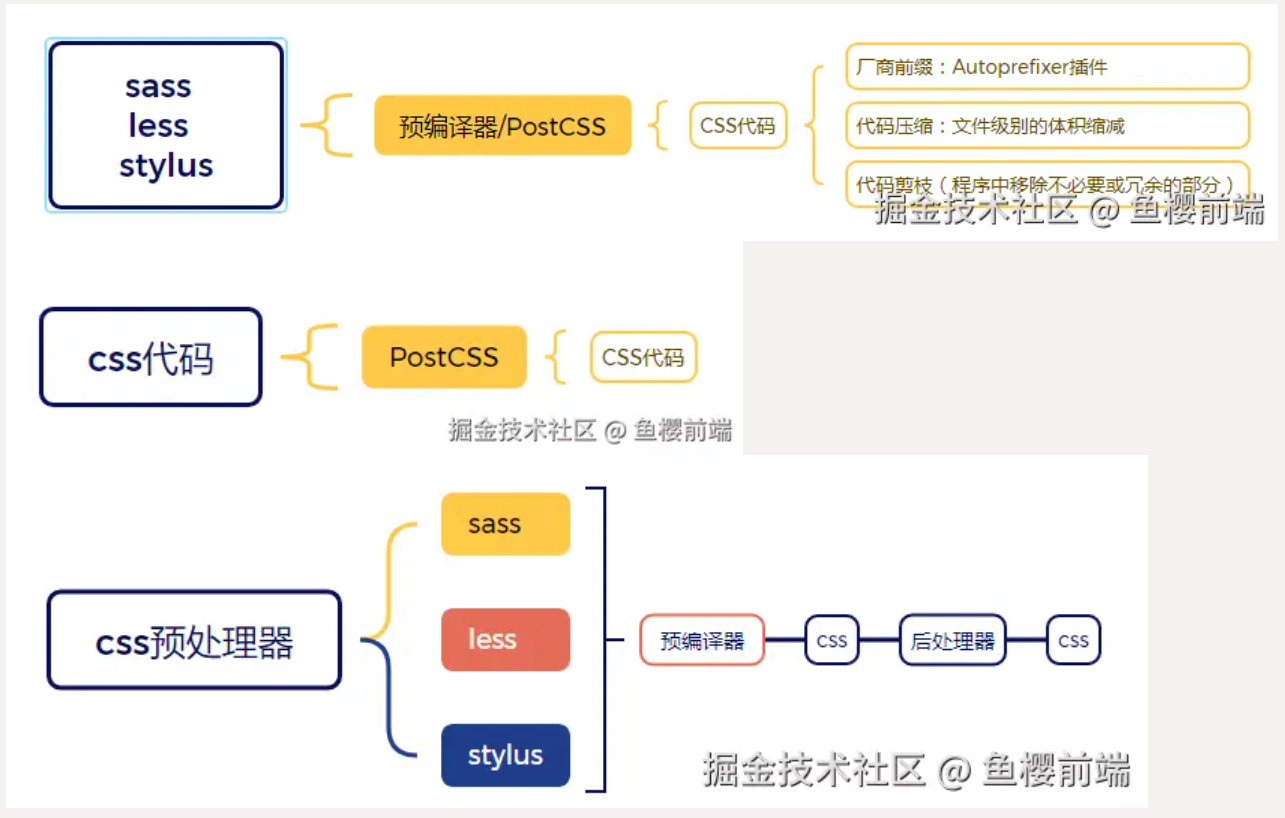 sass
less
stylus
预编译器/PostCSS
CSS代码
厂商前缀：Autoprefixer插件
代码压缩：文件级别的体积缩减
代码剪枝（程序中移除不必要或冗余的部分）
掘金技术社区 @ 鱼樱前端
css代码
PostCSS
CSS代码
掘金技术社区 @ 鱼樱前端
css预处理器
sass
less
stylus
预编译器
css
后处理器
css
掘金技术社区 @ 鱼樱前端